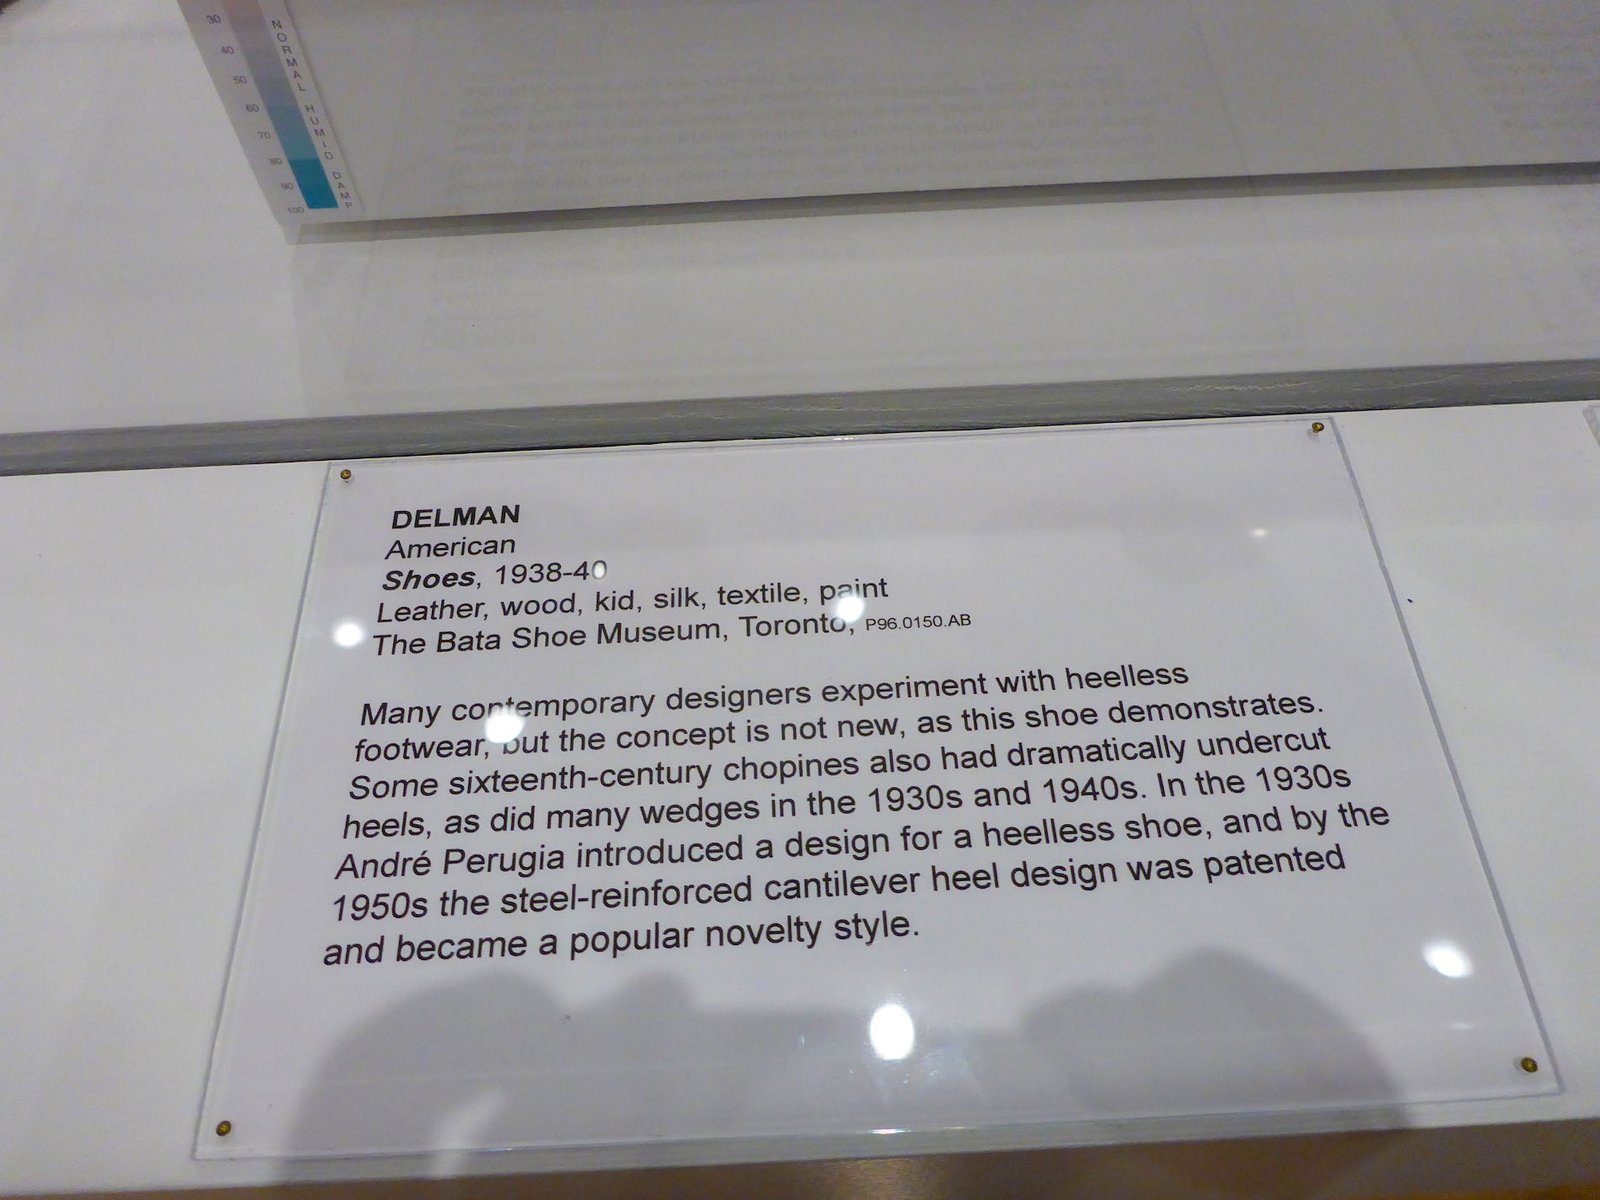 30
40
50
60
70
80
90
100
NORMAL HUMID DAMP
DELMAN
American
Shoes, 1938-40
Leather, wood, kid, silk, textile, paint
The Bata Shoe Museum, Toronto, P96.0150.AB
Many contemporary designers experiment with heelless
footwear, but the concept is not new, as this shoe demonstrates.
Some sixteenth-century chopines also had dramatically undercut
heels, as did many wedges in the 1930s and 1940s. In the 1930s
André Perugia introduced a design for a heelless shoe, and by the
1950s the steel-reinforced cantilever heel design was patented
and became a popular novelty style.